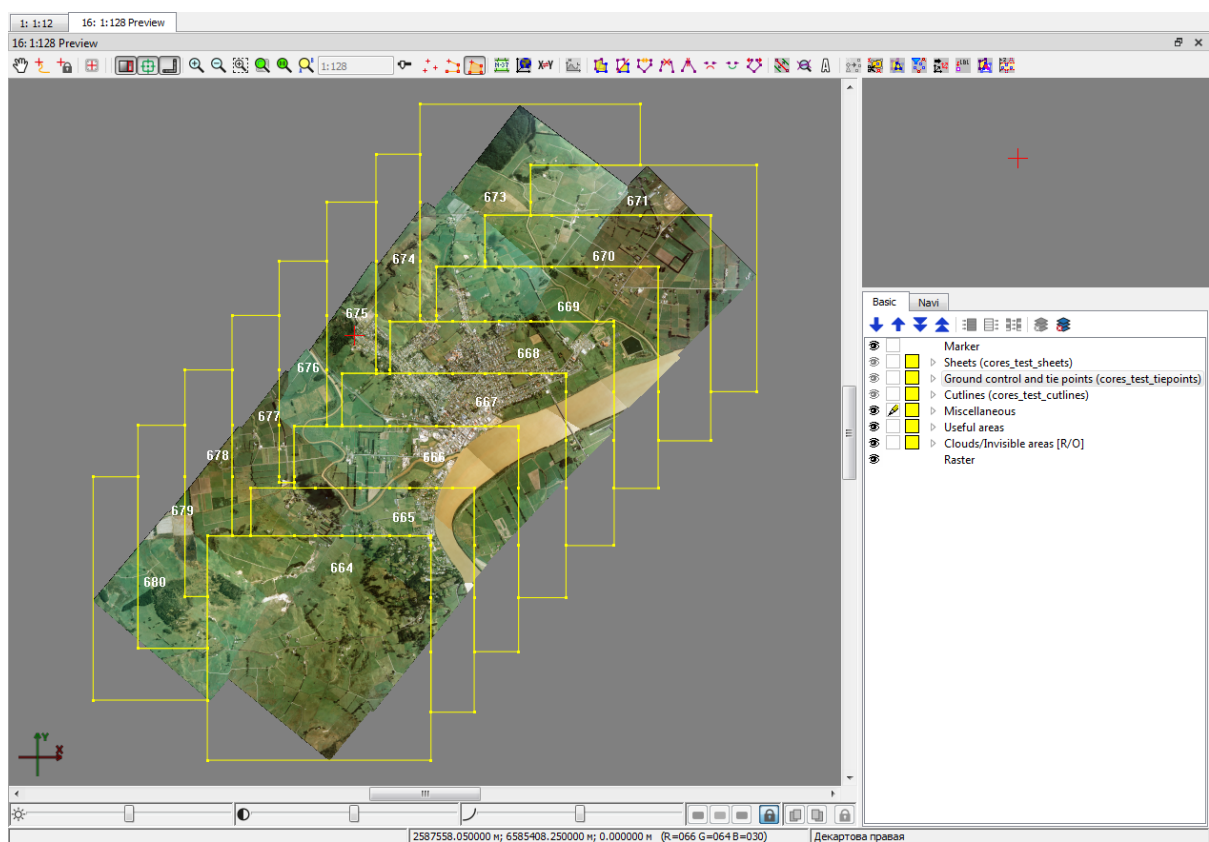 1: 1:12
16: 1:128 Preview
16: 1:128 Preview
1:128
X⇄Y
673
671
674
670
669
675
668
676
667
677
678
666
679
665
680
664
Y
X
Basic
Navi
Marker
Sheets (cores_test_sheets)
Ground control and tie points (cores_test_tiepoints)
Cutlines (cores_test_cutlines)
Miscellaneous
Useful areas
Clouds/Invisible areas [R/O]
Raster
2587558.050000 м; 6585408.250000 м; 0.000000 м (R=066 G=064 B=030)
Декартова правая